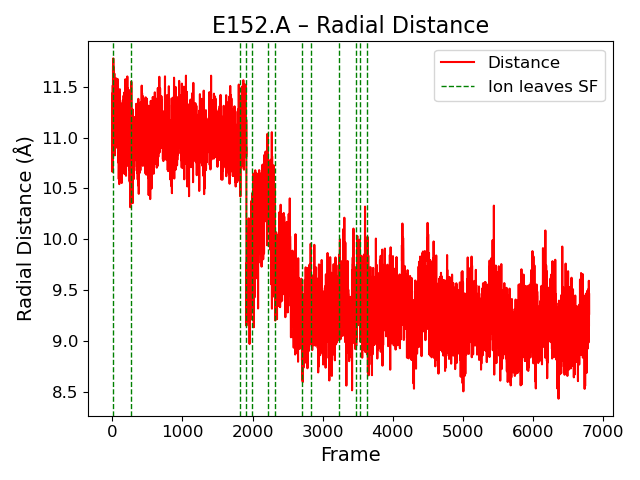 E152.A – Radial Distance
Distance
Ion leaves SF
Radial Distance (Å)
11.5
11.0
10.5
10.0
9.5
9.0
8.5
0 1000 2000 3000 4000 5000 6000 7000
Frame